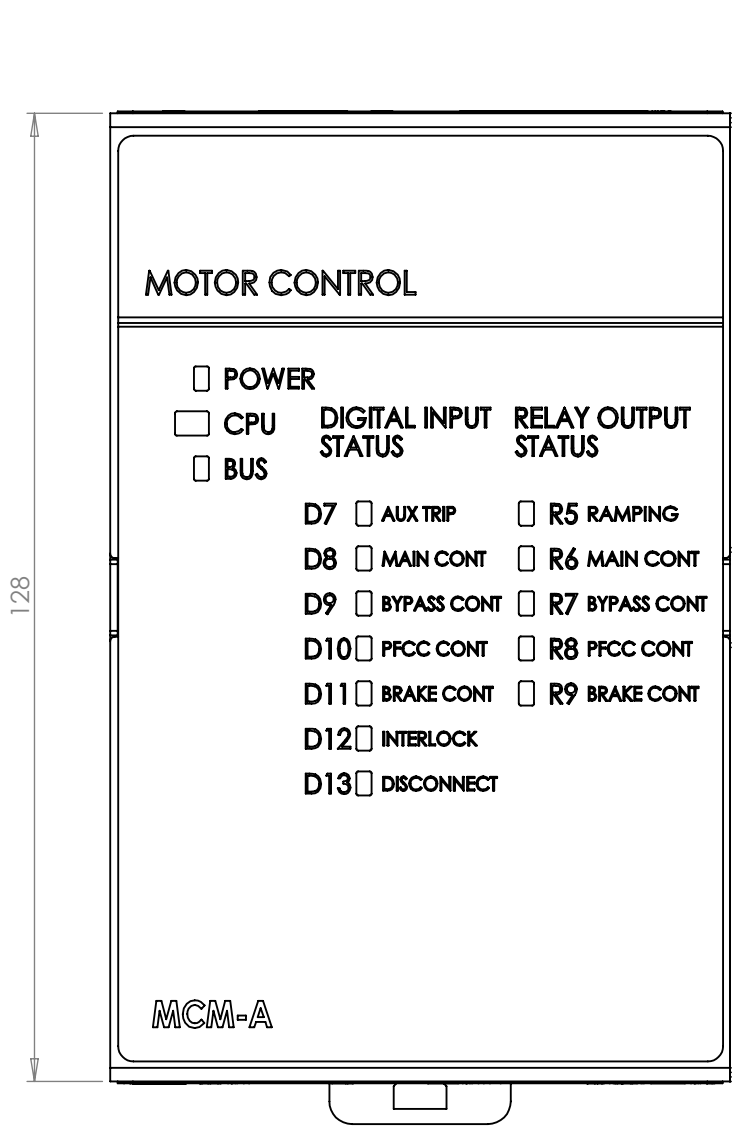 MOTOR CONTROL
POWER
CPU
BUS
DIGITAL INPUT
STATUS
RELAY OUTPUT
STATUS
D7 AUX TRIP
R5 RAMPING
D8 MAIN CONT
R6 MAIN CONT
D9 BYPASS CONT
R7 BYPASS CONT
D10 PFCC CONT
R8 PFCC CONT
D11 BRAKE CONT
R9 BRAKE CONT
D12 INTERLOCK
D13 DISCONNECT
128
MCM-A